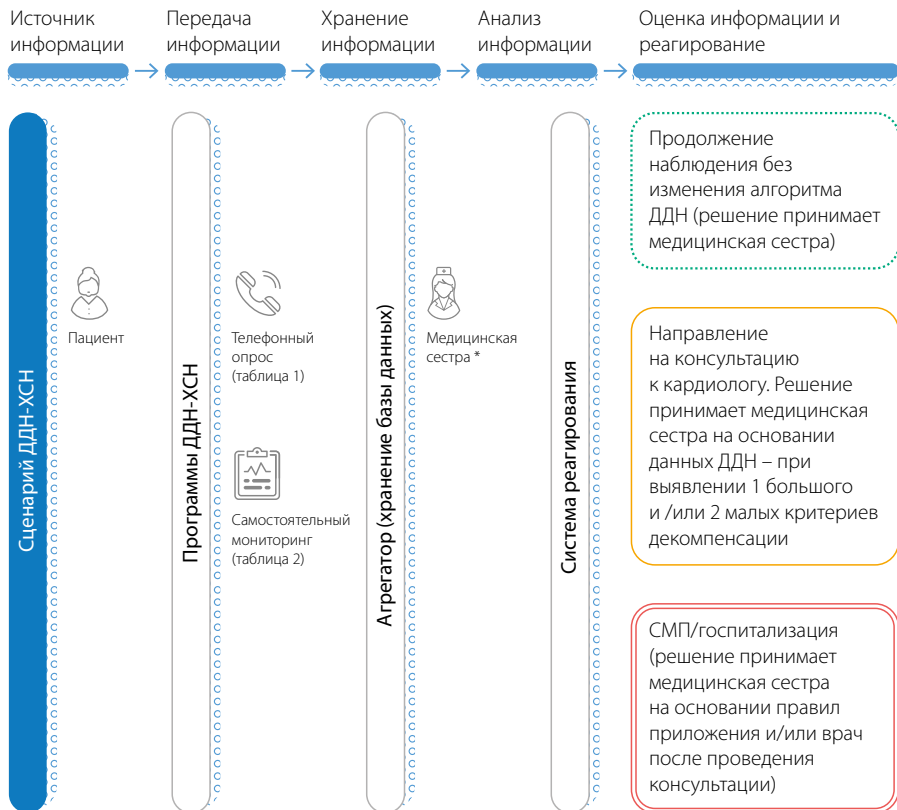 Источник
информации
Передача
информации
Хранение
информации
Анализ
информации
Оценка информации и
реагирование
Сценарий ДДН-ХСН
Пациент
Программы ДДН-ХСН
Телефонный
опрос
(таблица 1)
Самостоятельный
мониторинг
(таблица 2)
Агрегатор (хранение базы данных)
Медицинская
сестра *
Система реагирования
Продолжение
наблюдения без
изменения алгоритма
ДДН (решение принимает
медицинская сестра)
Направление
на консультацию
к кардиологу. Решение
принимает медицинская
сестра на основании
данных ДДН – при
выявлении 1 большого
и /или 2 малых критериев
декомпенсации
СМП/госпитализация
(решение принимает
медицинская сестра
на основании правил
приложения и/или врач
после проведения
консультации)